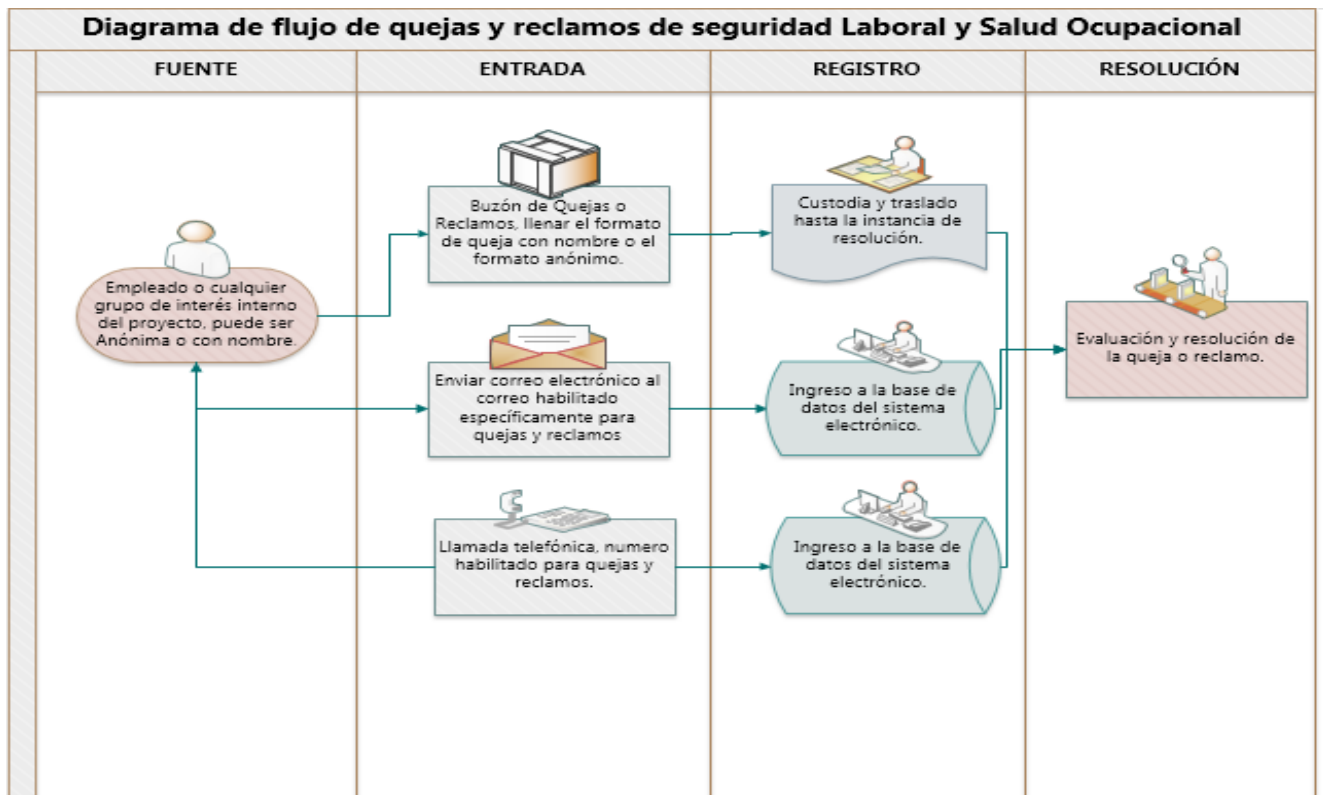 Diagrama de flujo de quejas y reclamos de seguridad Laboral y Salud Ocupacional
FUENTE
ENTRADA
REGISTRO
RESOLUCIÓN
Empleado o cualquier
grupo de interés interno
del proyecto, puede ser
Anónima o con nombre.
Buzón de Quejas o
Reclamos, llenar el formato
de queja con nombre o el
formato anónimo.
Custodia y traslado
hasta la instancia de
resolución.
Enviar correo electrónico al
correo habilitado
específicamente para
quejas y reclamos
Ingreso a la base de
datos del sistema
electrónico.
Llamada telefónica, numero
habilitado para quejas y
reclamos.
Ingreso a la base de
datos del sistema
electrónico.
Evaluación y resolución de
la queja o reclamo.